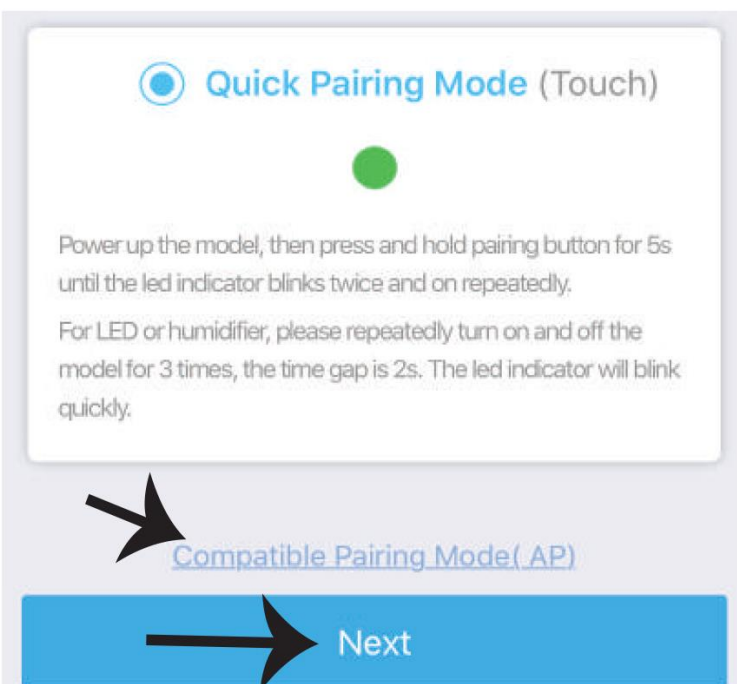 Quick Pairing Mode (Touch)
Power up the model, then press and hold pairing button for 5s
until the led indicator blinks twice and on repeatedly.
For LED or humidifier, please repeatedly turn on and off the
model for 3 times, the time gap is 2s. The led indicator will blink
quickly.
Compatible Pairing Mode( AP)
Next